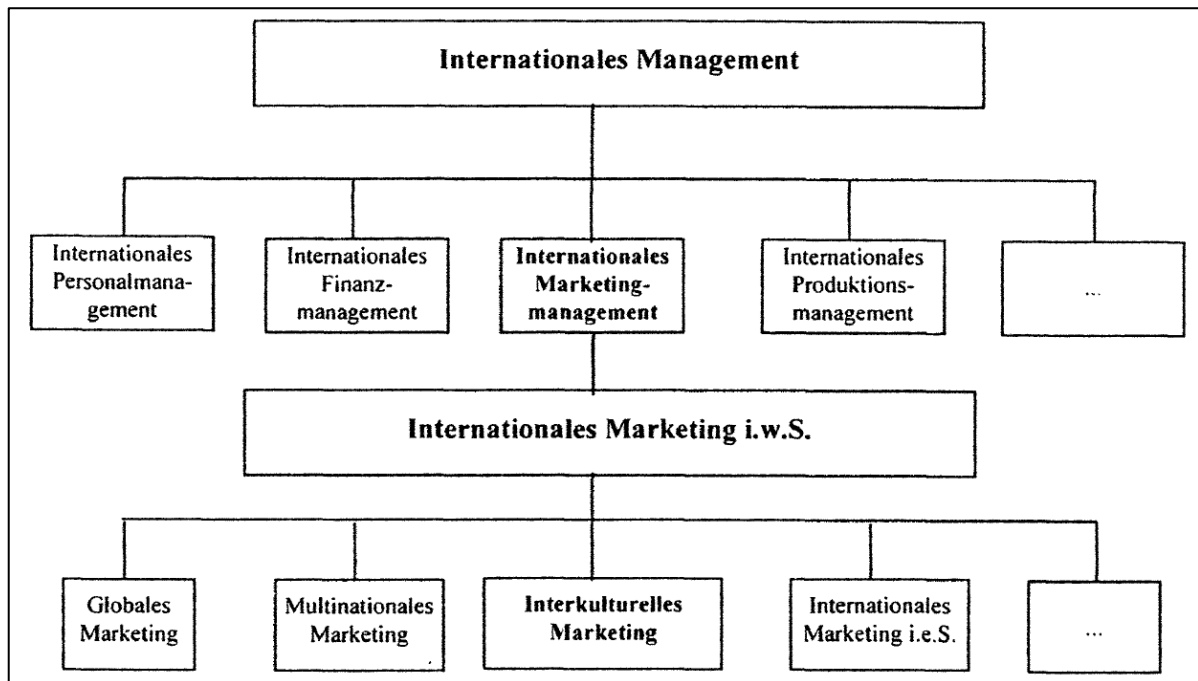 Internationales Management
Internationales
Personalmana-
gement
Internationales
Finanz-
management
Internationales
Marketing-
management
Internationales
Produktions-
management
...
Internationales Marketing i.w.S.
Globales
Marketing
Multinationales
Marketing
Interkulturelles
Marketing
Internationales
Marketing i.e.S.
...